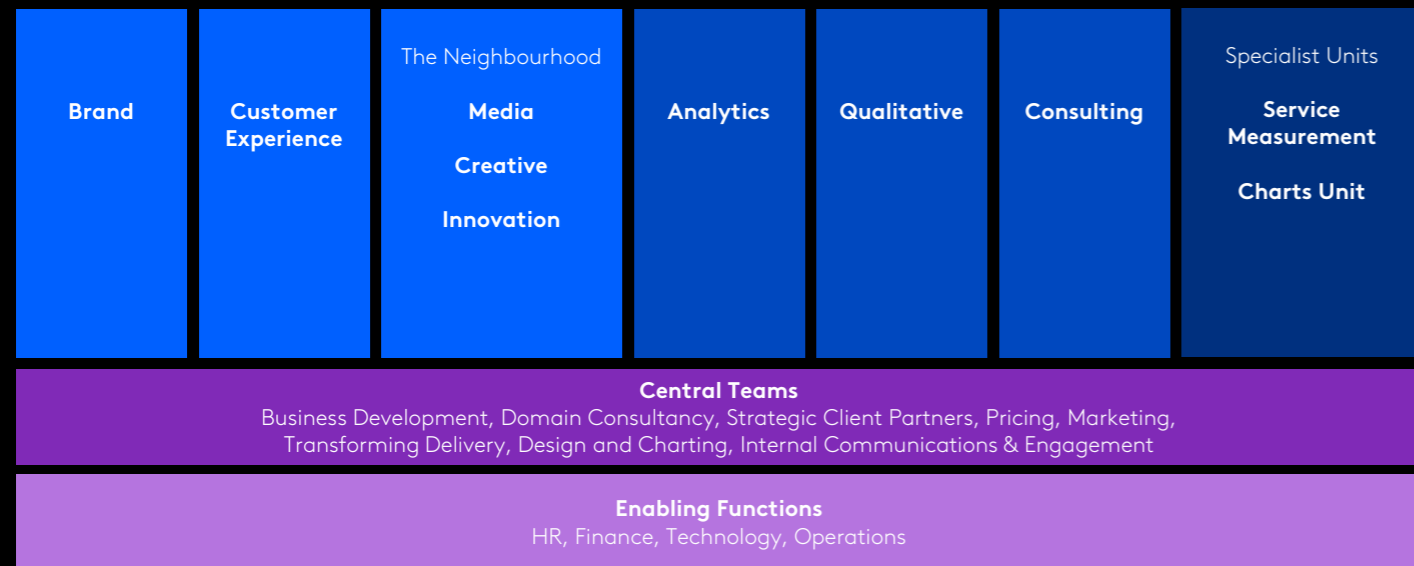 Brand
Customer
Experience
The Neighbourhood
Media
Creative
Innovation
Analytics
Qualitative
Consulting
Specialist Units
Service
Measurement
Charts Unit
Central Teams
Business Development, Domain Consultancy, Strategic Client Partners, Pricing, Marketing,
Transforming Delivery, Design and Charting, Internal Communications & Engagement
Enabling Functions
HR, Finance, Technology, Operations